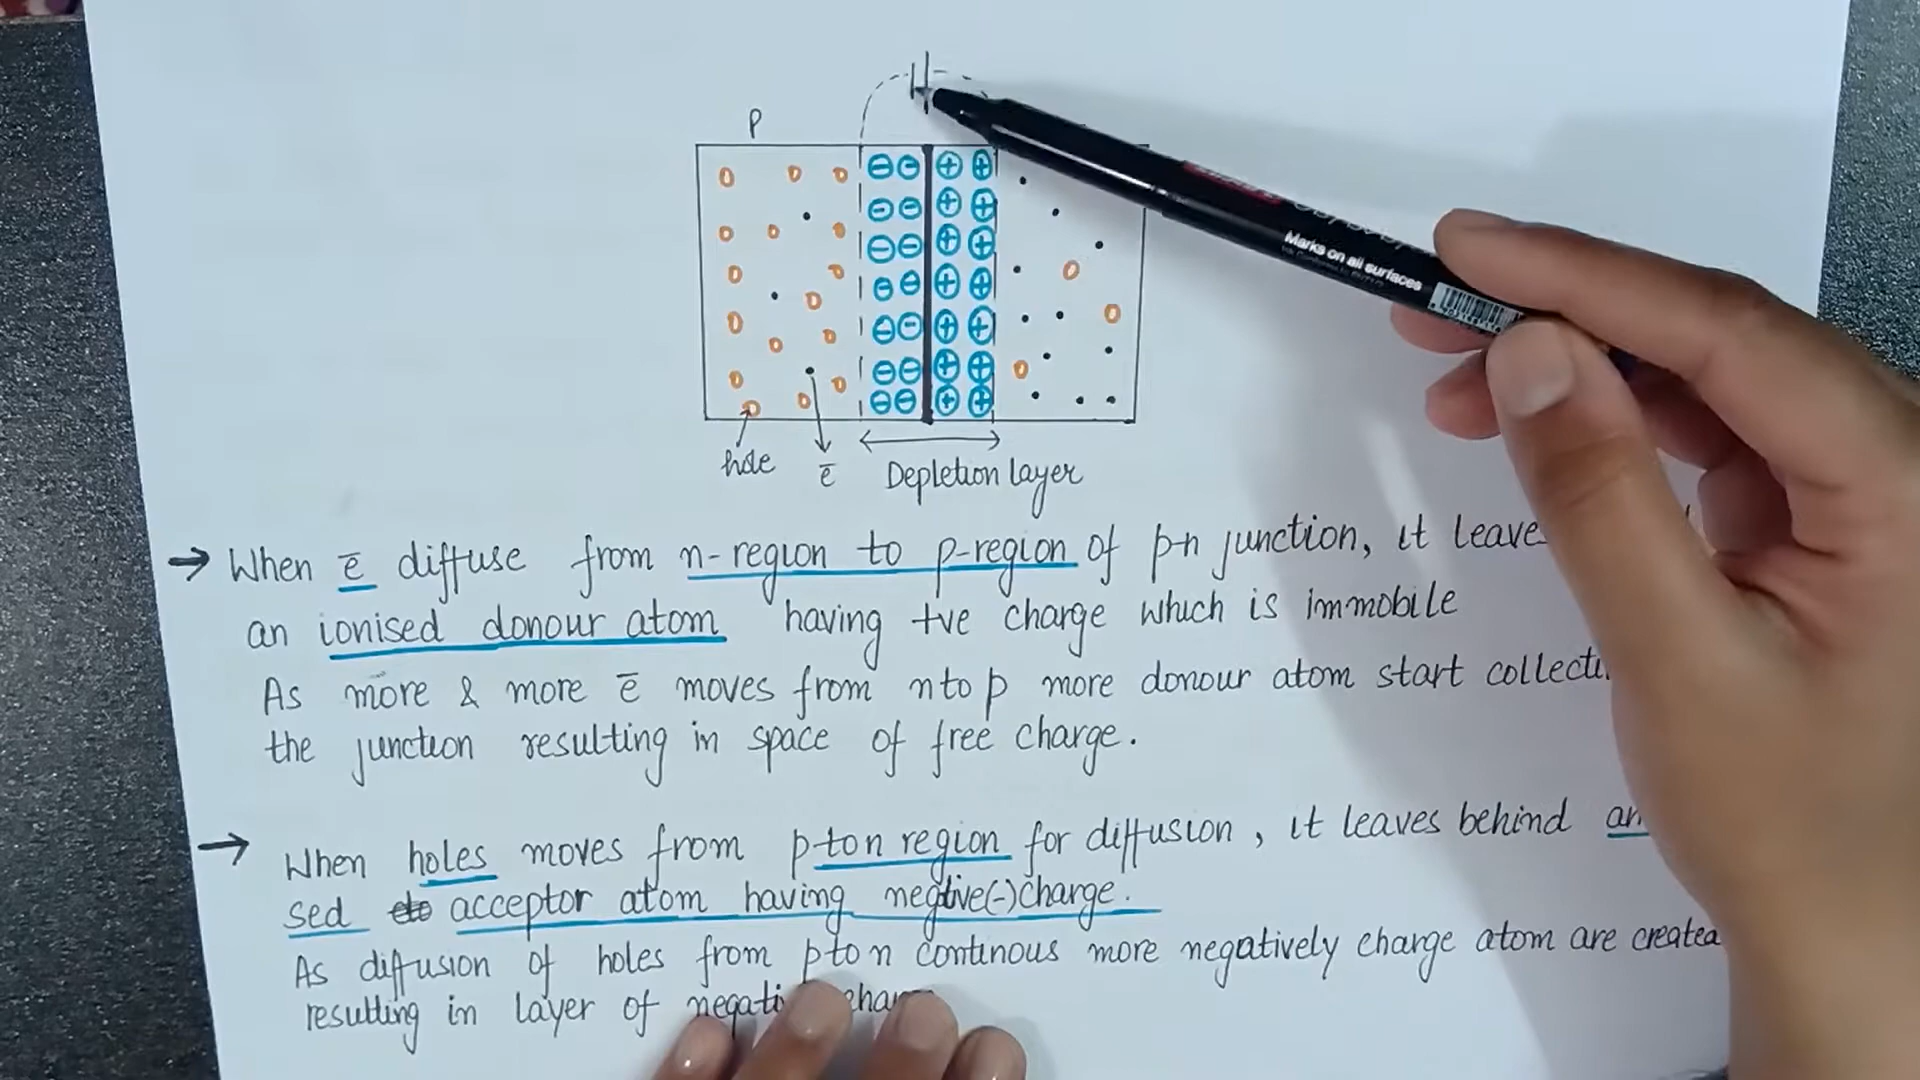 p
hole
e̅
Depletion layer
→ When e̅ diffuse from n-region to p-region of p-n junction, it leave
an ionised donour atom having +ve charge which is immobile
As more & more e̅ moves from n to p more donour atom start collecti
the junction resulting in space of free charge.
→ When holes moves from p to n region for diffusion, it leaves behind an
sed acceptor atom having negtive(-) charge.
As diffusion of holes from p to n continous more negatively charge atom are created
resulting in layer of negati
Marks on all surfaces